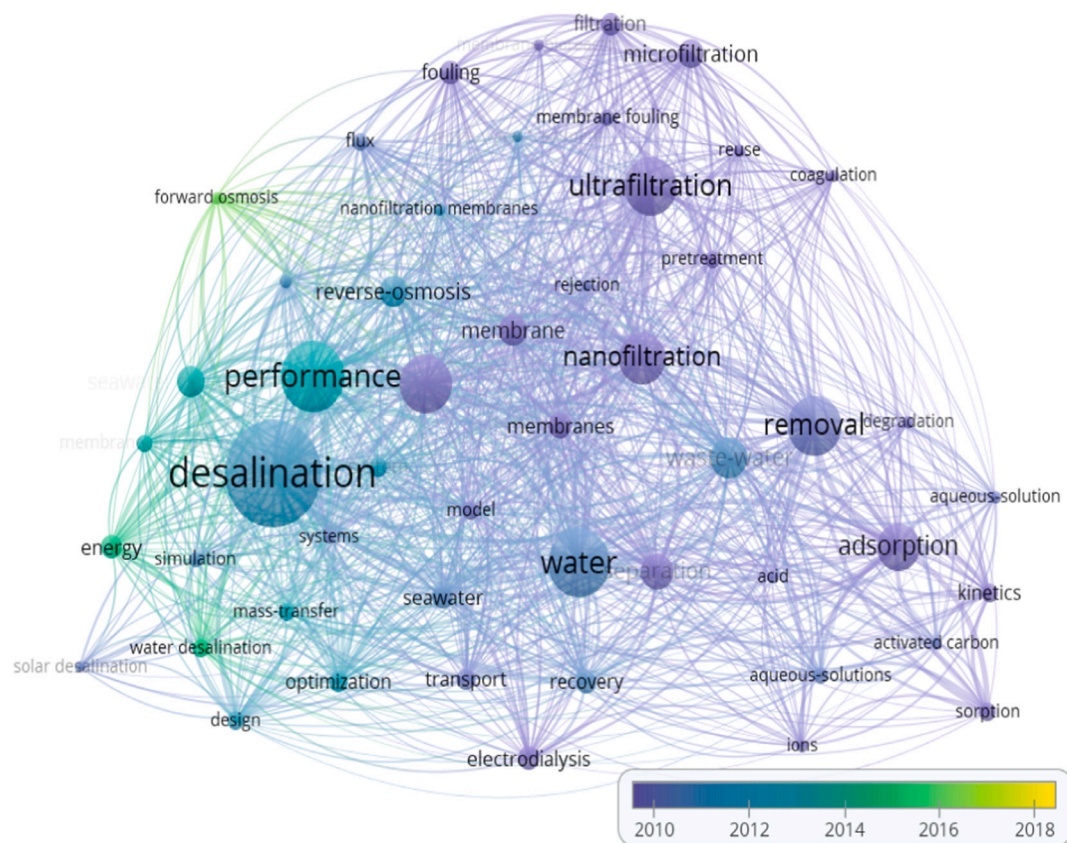 filtration
microfiltration
fouling
membrane fouling
flux
reuse
coagulation
ultrafiltration
forward osmosis
nanofiltration membranes
pretreatment
rejection
reverse-osmosis
membrane
nanofiltration
performance
seawater
removal
degradation
membranes
membrane
waste-water
desalination
aqueous-solution
model
systems
energy
simulation
adsorption
water
separation
acid
kinetics
seawater
mass-transfer
water desalination
activated carbon
solar desalination
optimization
transport
recovery
aqueous-solutions
design
sorption
ions
electrodialysis
2010 2012 2014 2016 2018